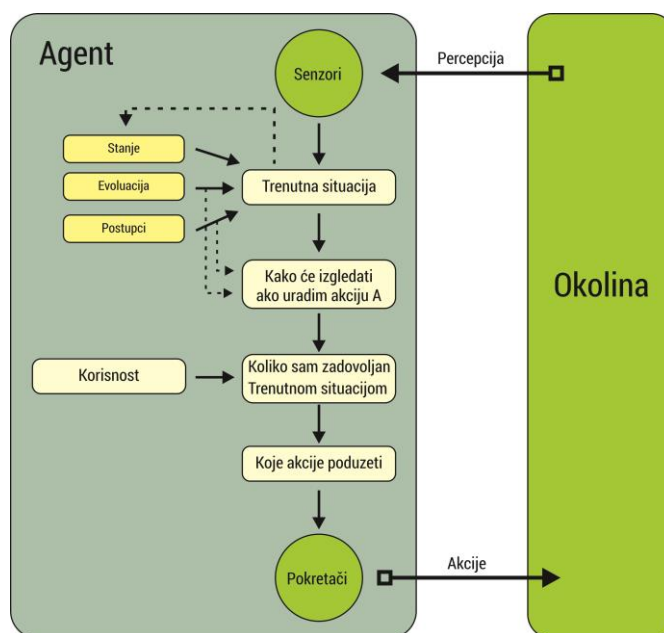 Agent
Senzori
Percepcija
Stanje
Evoluacija
Postupci
Trenutna situacija
Kako će izgledati
ako uradim akciju A
Okolina
Korisnost
Koliko sam zadovoljan
Trenutnom situacijom
Koje akcije poduzeti
Pokretači
Akcije